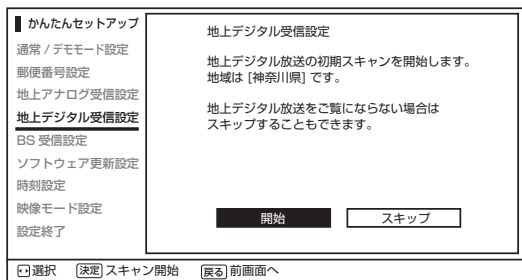 かんたんセットアップ
通常 / デモモード設定
郵便番号設定
地上アナログ受信設定
地上デジタル受信設定
BS 受信設定
ソフトウェア更新設定
時刻設定
映像モード設定
設定終了
地上デジタル受信設定
地上デジタル放送の初期スキャンを開始します。
地域は [神奈川県] です。
地上デジタル放送をご覧にならない場合は
スキップすることもできます。
開始 スキップ
選択 決定 スキャン開始 戻る 前画面へ